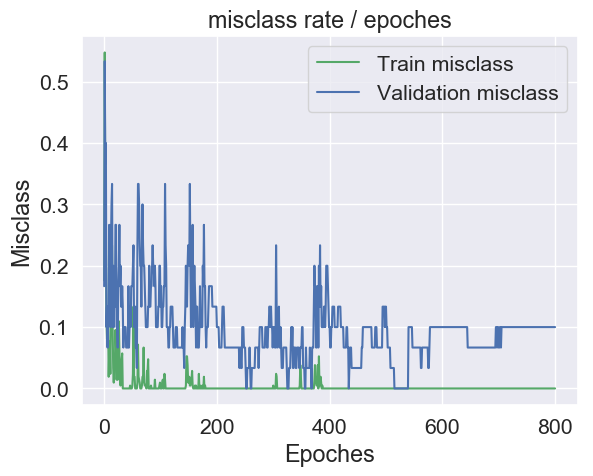 misclass rate / epoches
Train misclass
Validation misclass
0.5
0.4
0.3
0.2
0.1
0.0
Misclass
0
200
400
600
800
Epoches